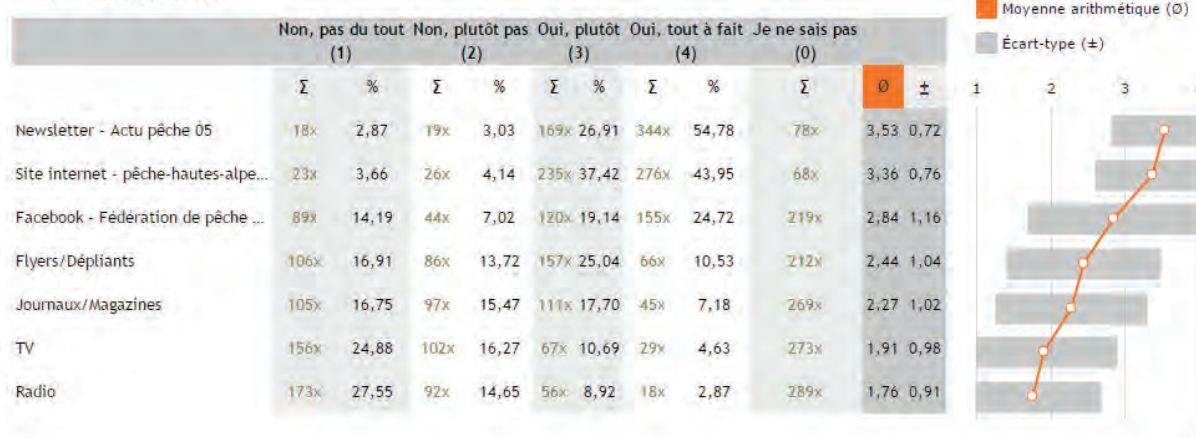 Moyenne arithmétique (Ø)
Écart-type (±)
Non, pas du tout Non, plutôt pas Oui, plutôt Oui, tout à fait Je ne sais pas
(1) (2) (3) (4) (0)
Σ % Σ % Σ % Σ % Σ Ø ± 1 2 3
Newsletter - Actu pêche 05 18x 2,87 19x 3,03 169x 26,91 344x 54,78 78x 3,53 0,72
Site internet - pêche-hautes-alpe... 23x 3,66 26x 4,14 235x 37,42 276x 43,95 68x 3,36 0,76
Facebook - Fédération de pêche ... 89x 14,19 44x 7,02 120x 19,14 155x 24,72 219x 2,84 1,16
Flyers/Dépliants 106x 16,91 86x 13,72 157x 25,04 66x 10,53 212x 2,44 1,04
Journaux/Magazines 105x 16,75 97x 15,47 111x 17,70 45x 7,18 269x 2,27 1,02
TV 156x 24,88 102x 16,27 67x 10,69 29x 4,63 273x 1,91 0,98
Radio 173x 27,55 92x 14,65 56x 8,92 18x 2,87 289x 1,76 0,91